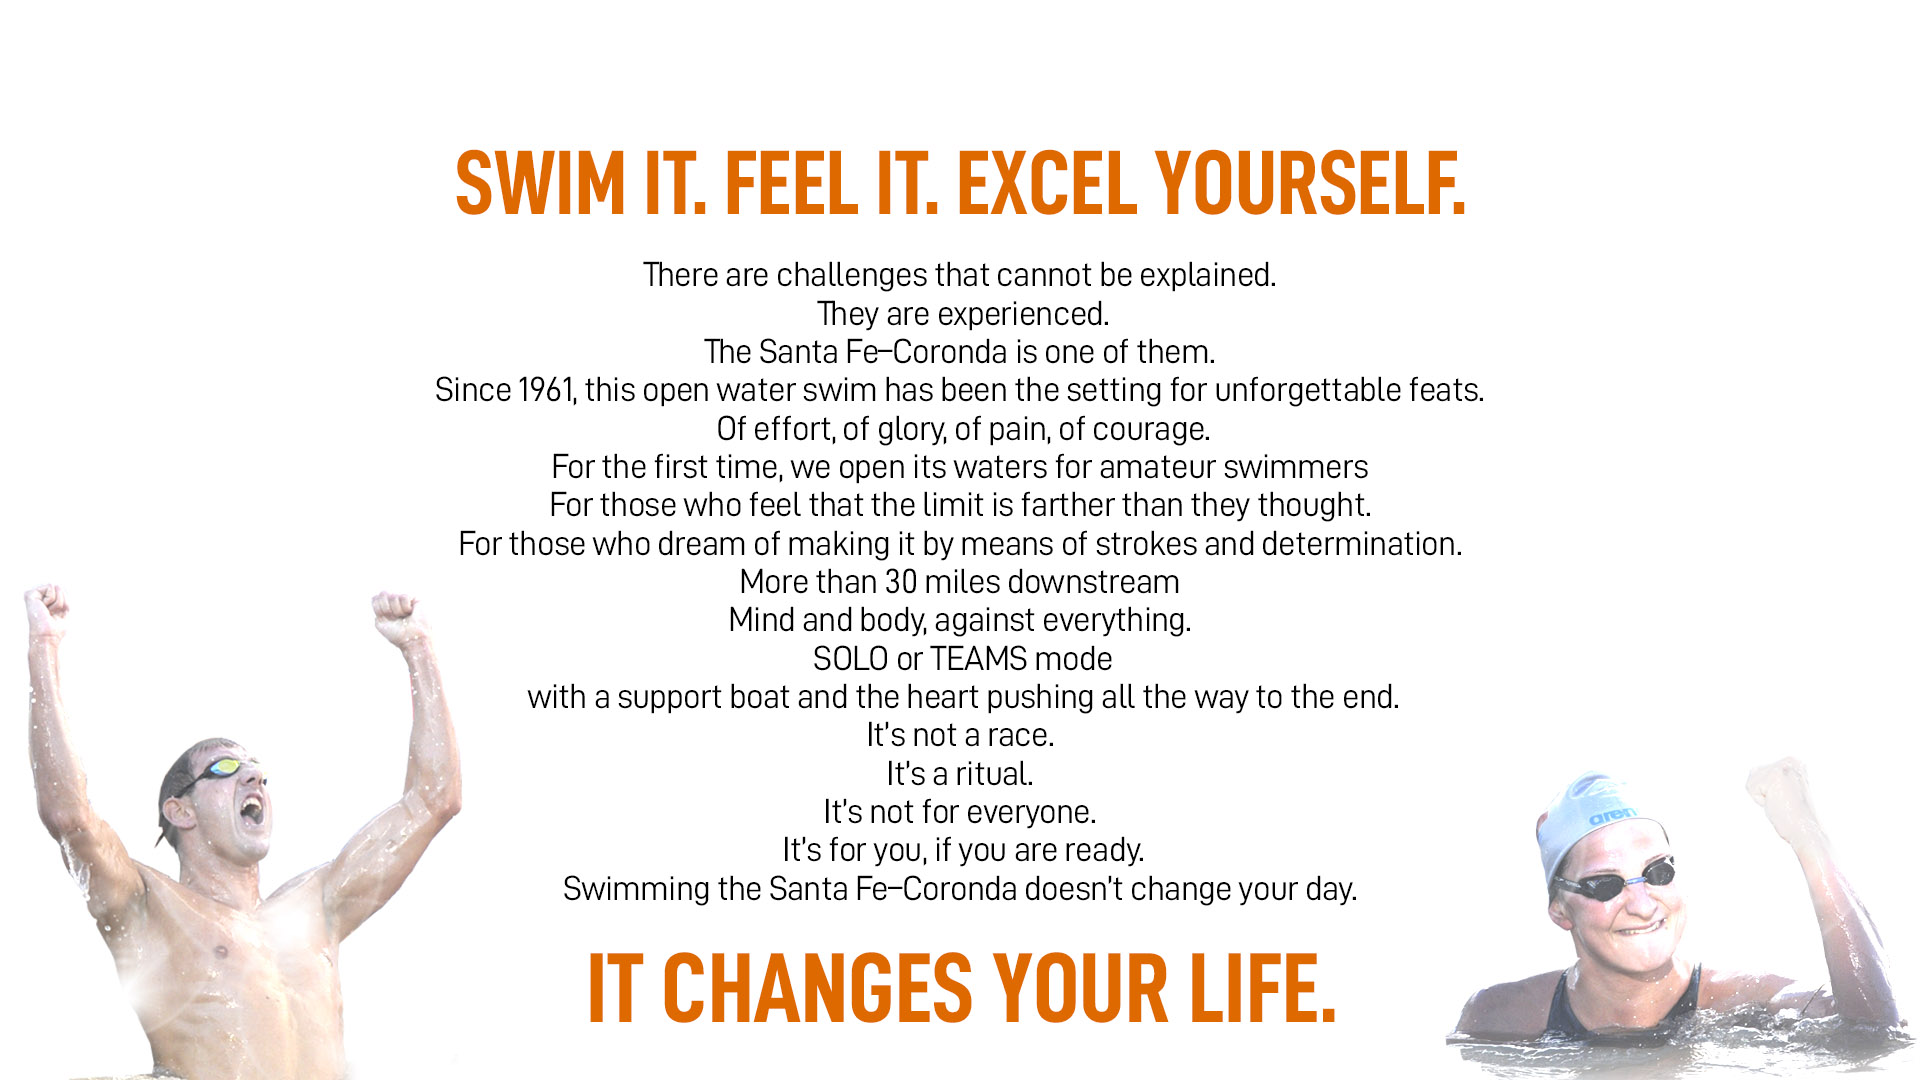 SWIM IT. FEEL IT. EXCEL YOURSELF.
There are challenges that cannot be explained.
They are experienced.
The Santa Fe–Coronda is one of them.
Since 1961, this open water swim has been the setting for unforgettable feats.
Of effort, of glory, of pain, of courage.
For the first time, we open its waters for amateur swimmers
For those who feel that the limit is farther than they thought.
For those who dream of making it by means of strokes and determination.
More than 30 miles downstream
Mind and body, against everything.
SOLO or TEAMS mode
with a support boat and the heart pushing all the way to the end.
It's not a race.
It's a ritual.
It's not for everyone.
It's for you, if you are ready.
Swimming the Santa Fe–Coronda doesn't change your day.
IT CHANGES YOUR LIFE.
arena